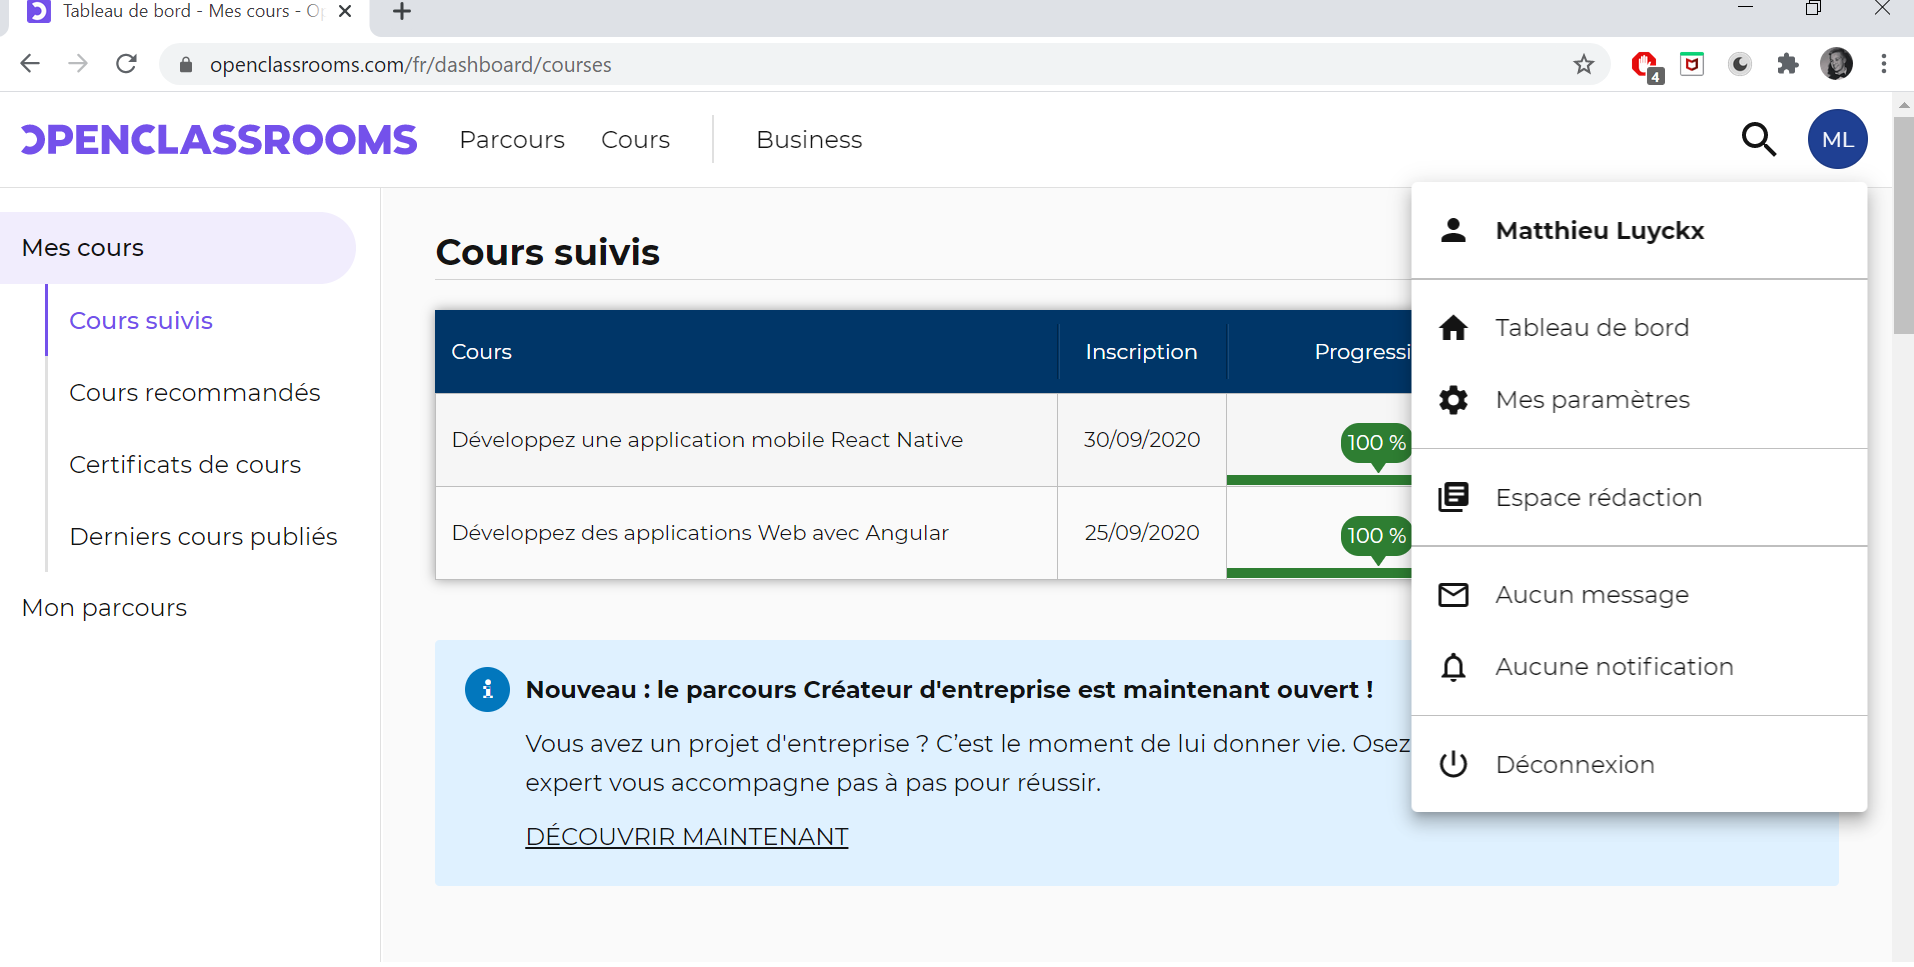 Tableau de bord - Mes cours - Op
openclassrooms.com/fr/dashboard/courses
4
OPENCLASSROOMS
Parcours
Cours
Business
ML
Mes cours
Cours suivis
Cours recommandés
Certificats de cours
Derniers cours publiés
Mon parcours
Cours suivis
Cours
Inscription
Progressi
Développez une application mobile React Native
30/09/2020
100 %
Développez des applications Web avec Angular
25/09/2020
100 %
Nouveau : le parcours Créateur d'entreprise est maintenant ouvert !
Vous avez un projet d'entreprise ? C’est le moment de lui donner vie. Osez
expert vous accompagne pas à pas pour réussir.
DÉCOUVRIR MAINTENANT
Matthieu Luyckx
Tableau de bord
Mes paramètres
Espace rédaction
Aucun message
Aucune notification
Déconnexion